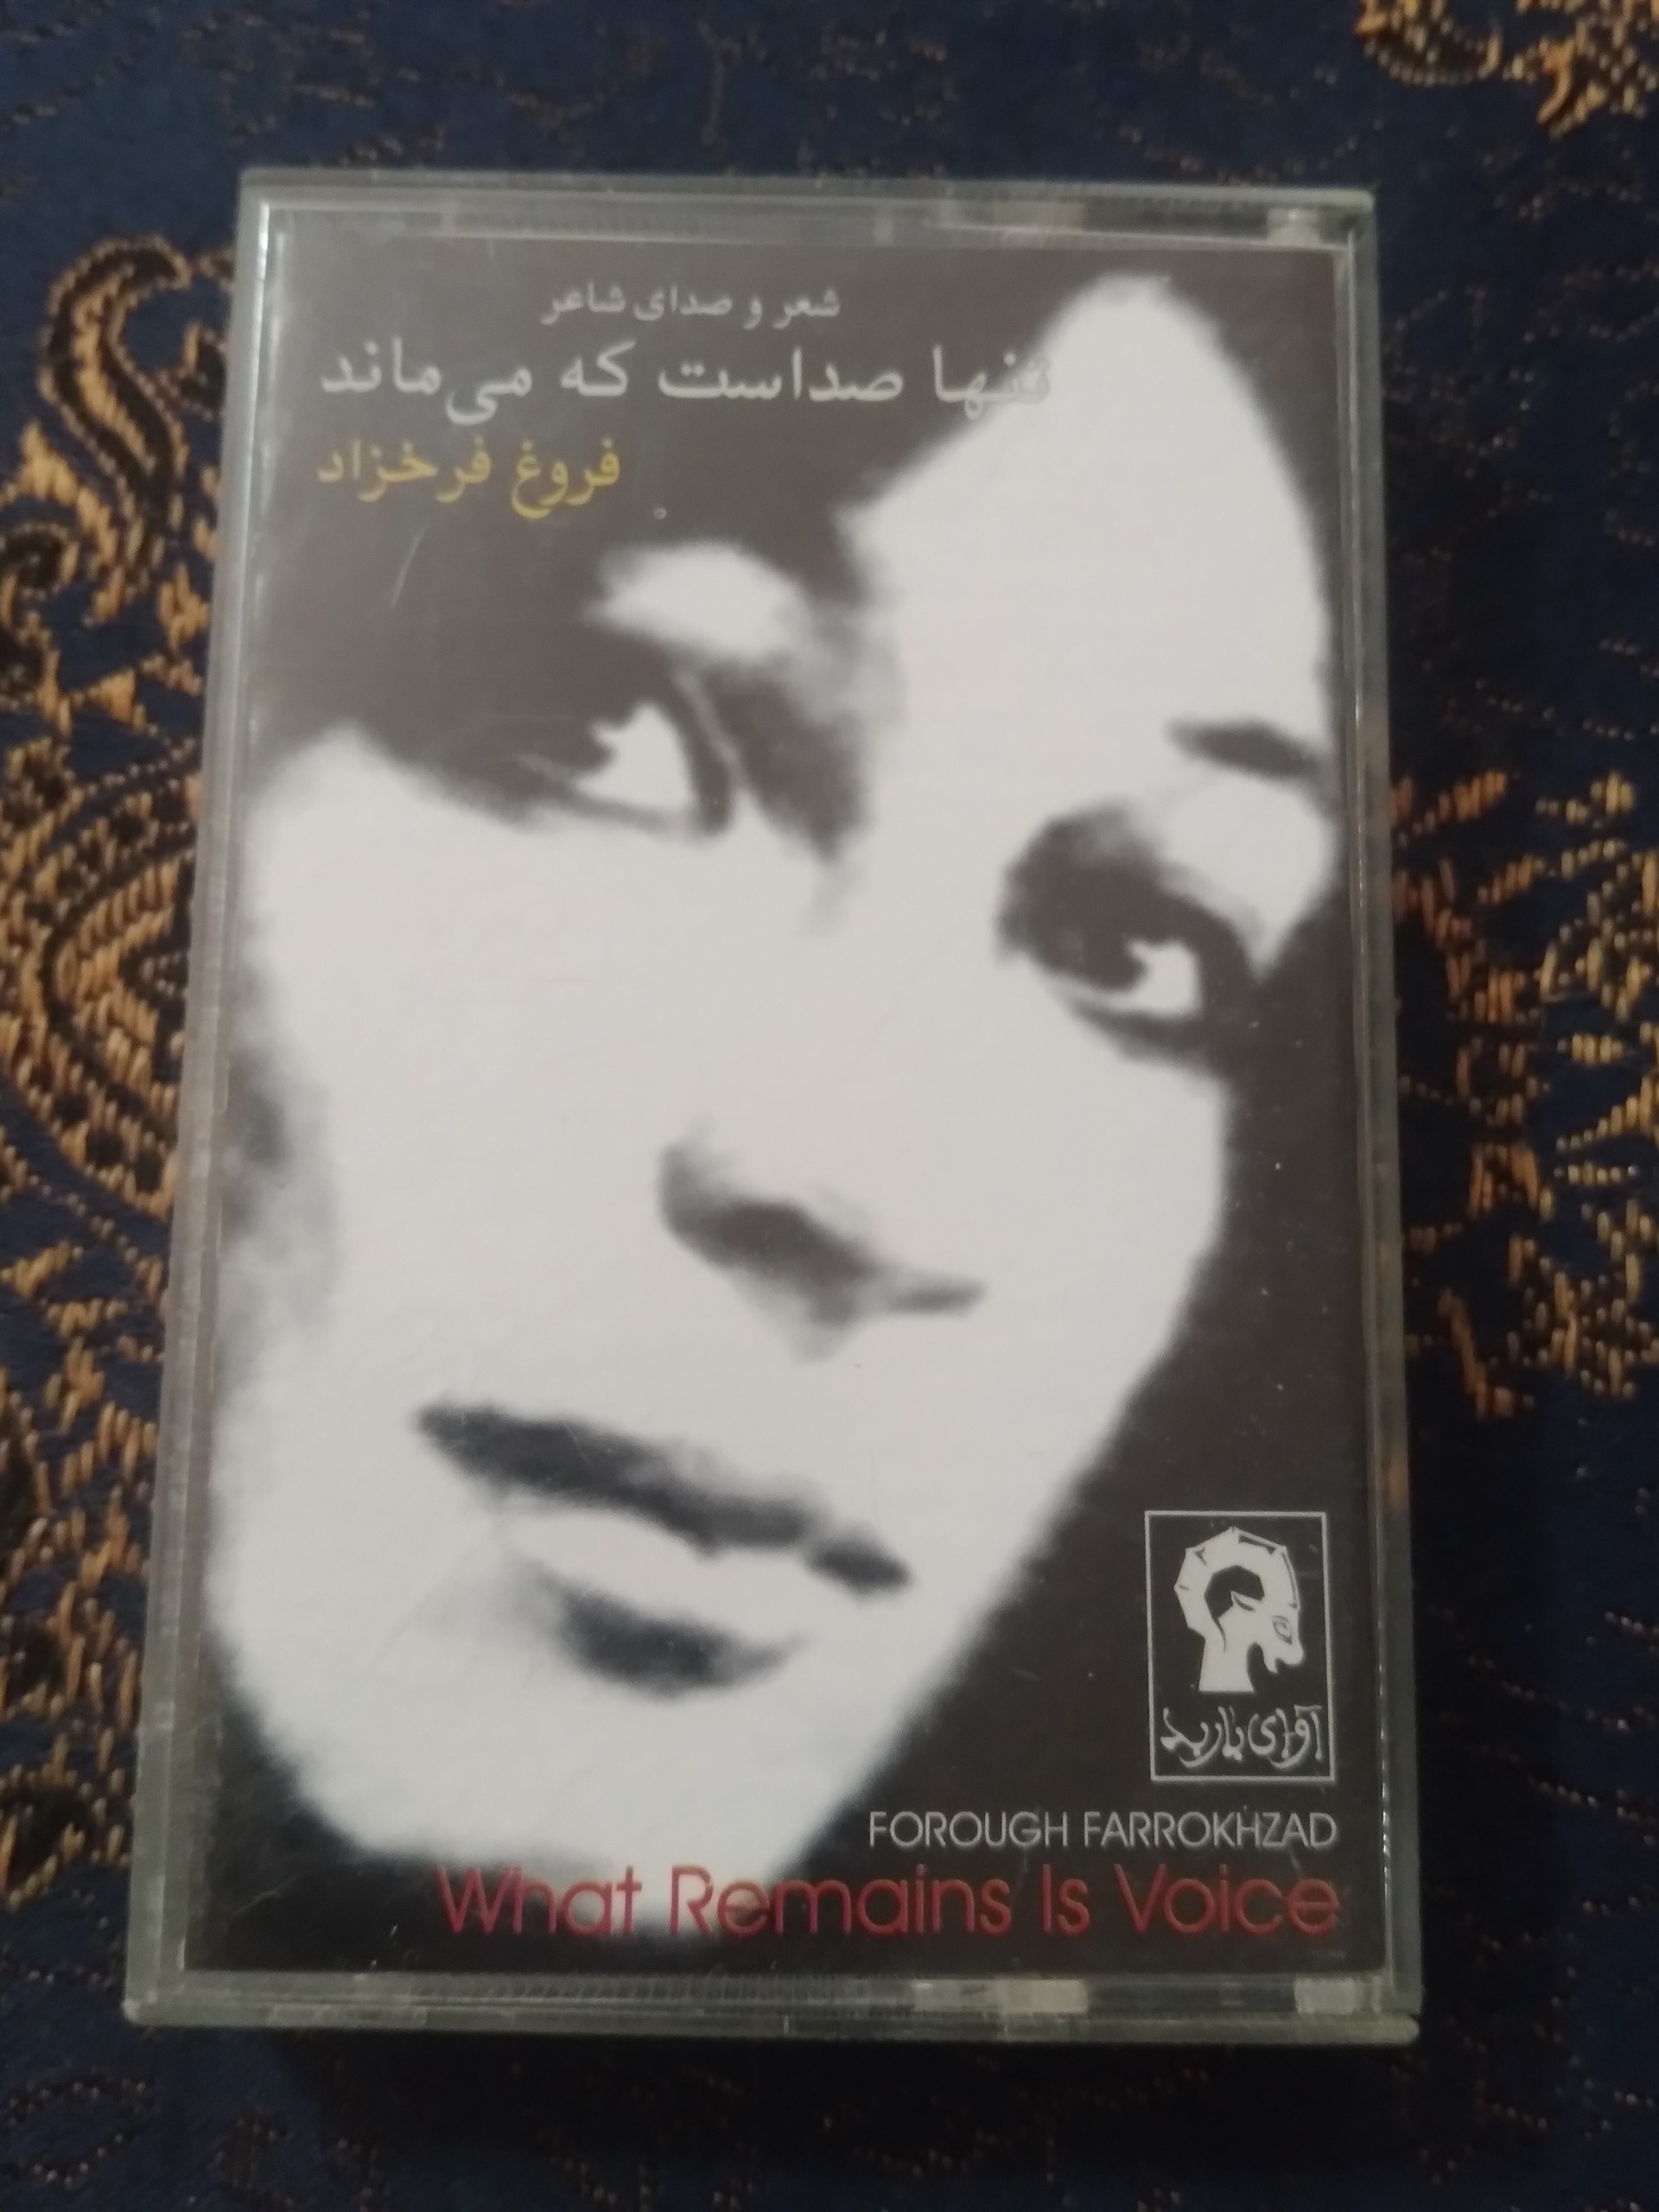 شعر و صدای شاعر
تنها صداست که می‌ماند
فروغ فرخزاد
آوای باربد
FOROUGH FARROKHZAD
What Remains Is Voice